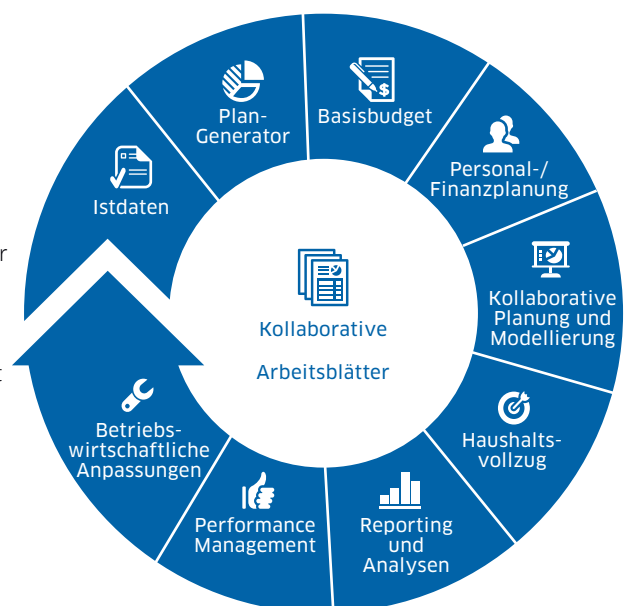 Plan-
Generator
Basisbudget
Personal-/
Finanzplanung
Istdaten
Kollaborative
Planung und
Modellierung
Kollaborative
Arbeitsblätter
Haushalts-
vollzug
Betriebs-
wirtschaftliche
Anpassungen
Performance
Management
Reporting
und
Analysen